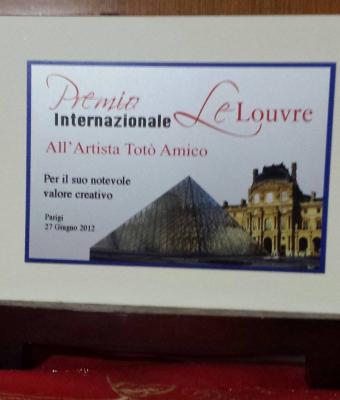 Premio
Internazionale
Le Louvre
All'Artista Totò Amico
Per il suo notevole
valore creativo
Parigi
27 Giugno 2012